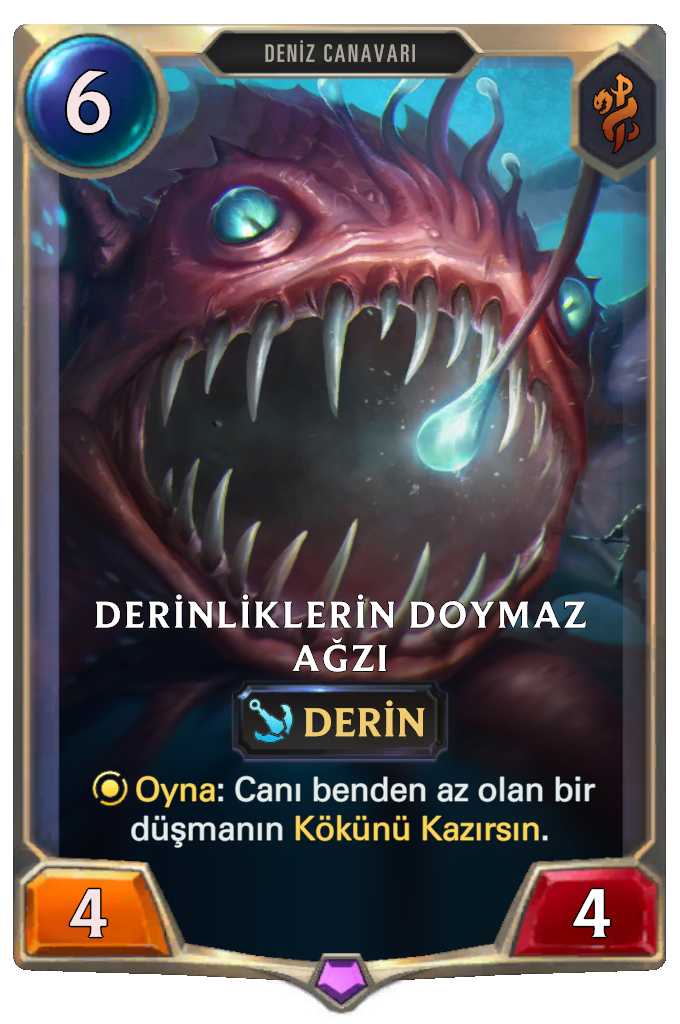 DENİZ CANAVARI
6
DERİNLİKLERİN DOYMAZ
AĞZI
DERİN
Oyna: Canı benden az olan bir
düşmanın Kökünü Kazırsın.
4
4